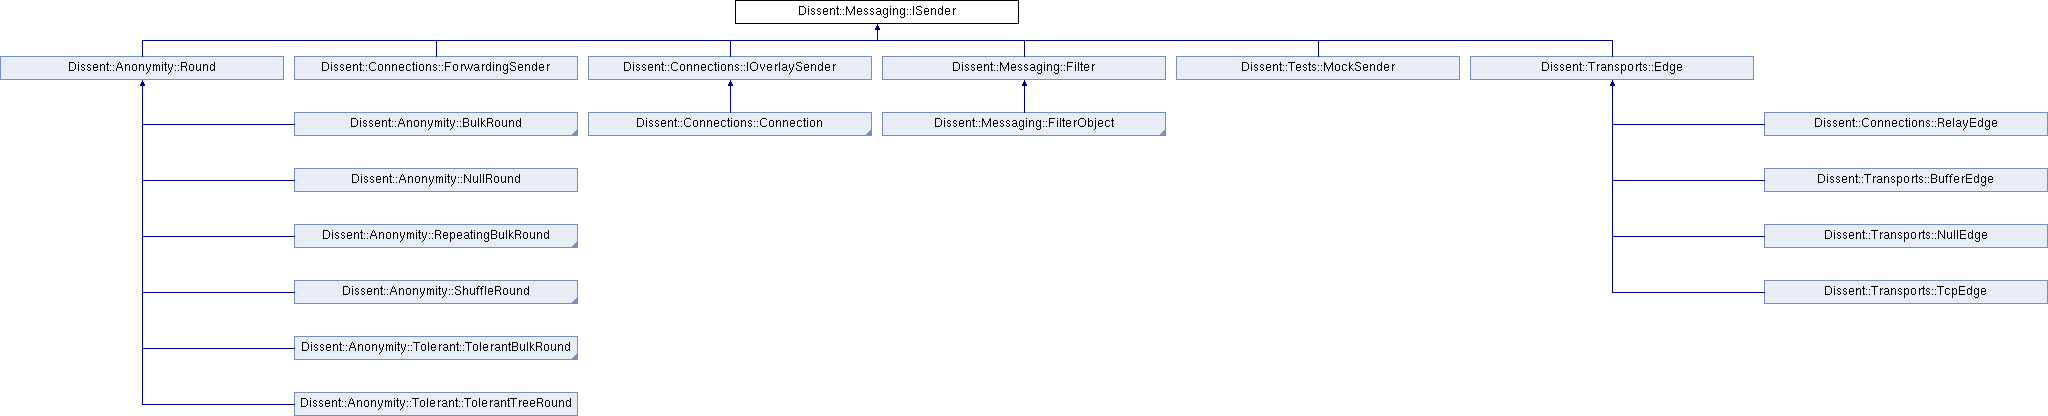 Dissent::Messaging::ISender
Dissent::Anonymity::Round
Dissent::Connections::ForwardingSender
Dissent::Connections::IOverlaySender
Dissent::Messaging::Filter
Dissent::Tests::MockSender
Dissent::Transports::Edge
Dissent::Anonymity::BulkRound
Dissent::Connections::Connection
Dissent::Messaging::FilterObject
Dissent::Connections::RelayEdge
Dissent::Anonymity::NullRound
Dissent::Transports::BufferEdge
Dissent::Anonymity::RepeatingBulkRound
Dissent::Transports::NullEdge
Dissent::Anonymity::ShuffleRound
Dissent::Transports::TcpEdge
Dissent::Anonymity::Tolerant::TolerantBulkRound
Dissent::Anonymity::Tolerant::TolerantTreeRound